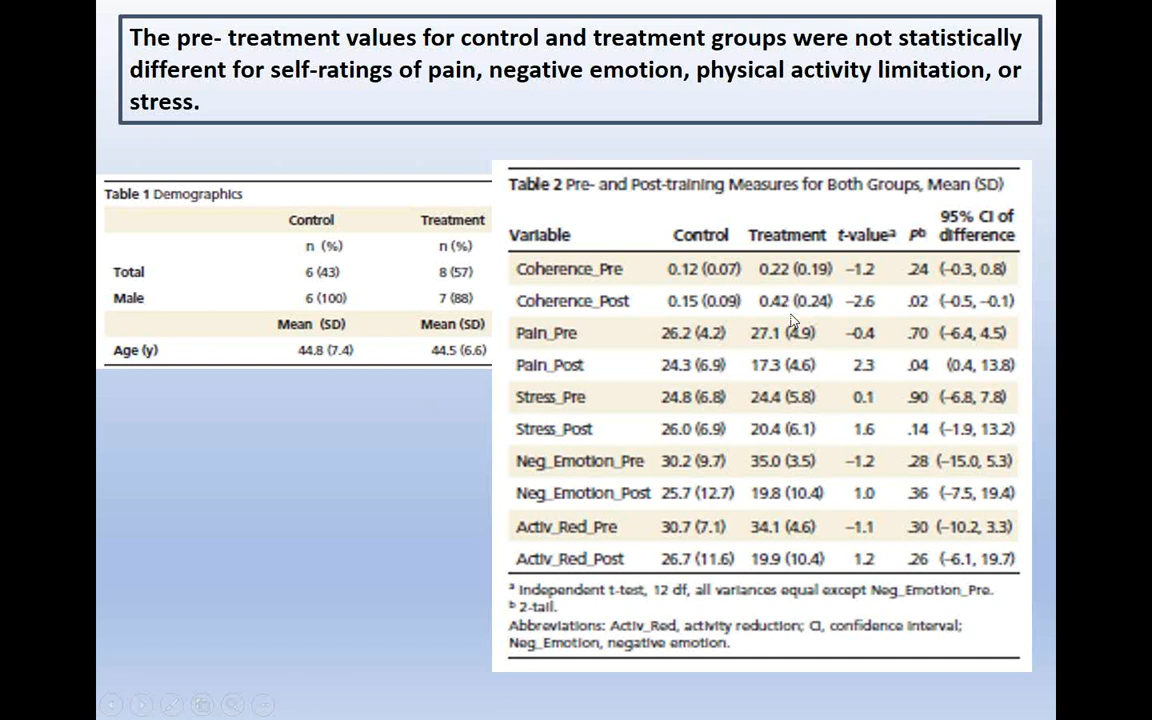 The pre- treatment values for control and treatment groups were not statistically
different for self-ratings of pain, negative emotion, physical activity limitation, or
stress.
Table 1 Demographics
Control Treatment
n (%) n (%)
Total 6 (43) 8 (57)
Male 6 (100) 7 (88)
Mean (SD) Mean (SD)
Age (y) 44.8 (7.4) 44.5 (6.6)
Table 2 Pre- and Post-training Measures for Both Groups, Mean (SD)
95% CI of
Variable Control Treatment t-valueª Pᵇ difference
Coherence_Pre 0.12 (0.07) 0.22 (0.19) −1.2 .24 (−0.3, 0.8)
Coherence_Post 0.15 (0.09) 0.42 (0.24) −2.6 .02 (−0.5, −0.1)
Pain_Pre 26.2 (4.2) 27.1 (4.9) −0.4 .70 (−6.4, 4.5)
Pain_Post 24.3 (6.9) 17.3 (4.6) 2.3 .04 (0.4, 13.8)
Stress_Pre 24.8 (6.8) 24.4 (5.8) 0.1 .90 (−6.8, 7.8)
Stress_Post 26.0 (6.9) 20.4 (6.1) 1.6 .14 (−1.9, 13.2)
Neg_Emotion_Pre 30.2 (9.7) 35.0 (3.5) −1.2 .28 (−15.0, 5.3)
Neg_Emotion_Post 25.7 (12.7) 19.8 (10.4) 1.0 .36 (−7.5, 19.4)
Activ_Red_Pre 30.7 (7.1) 34.1 (4.6) −1.1 .30 (−10.2, 3.3)
Activ_Red_Post 26.7 (11.6) 19.9 (10.4) 1.2 .26 (−6.1, 19.7)
ª Independent t-test, 12 df, all variances equal except Neg_Emotion_Pre.
ᵇ 2-tail.
Abbreviations: Activ_Red, activity reduction; CI, confidence interval;
Neg_Emotion, negative emotion.